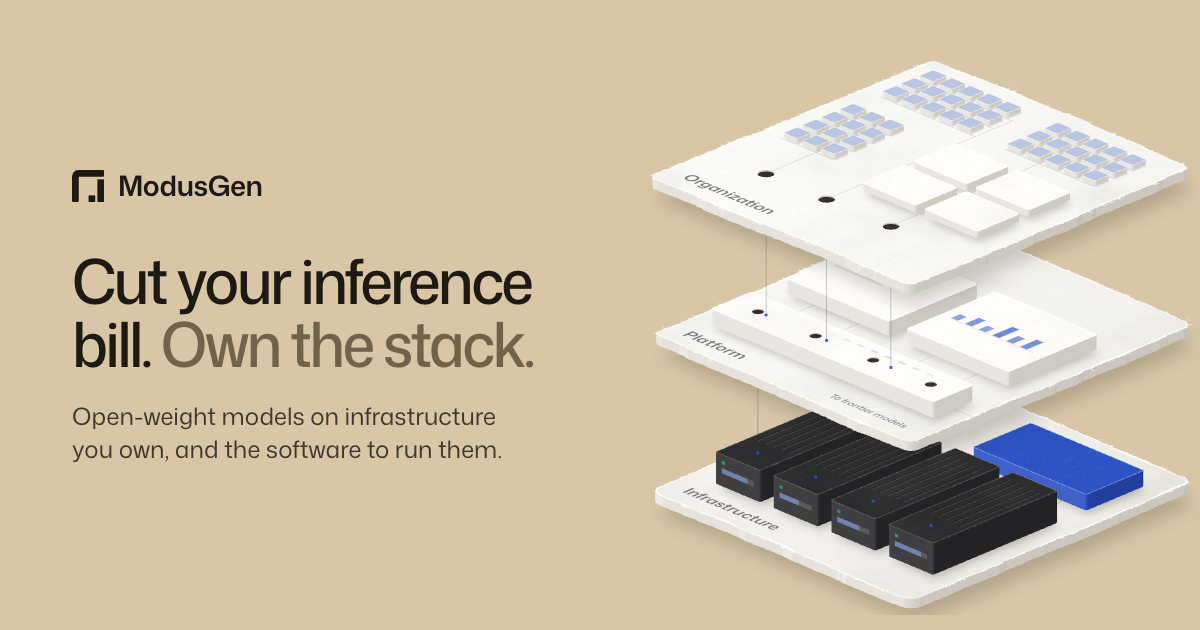 ModusGen
Cut your inference
bill. Own the stack.
Open-weight models on infrastructure
you own, and the software to run them.
Organization
Platform
To frontier models
Infrastructure